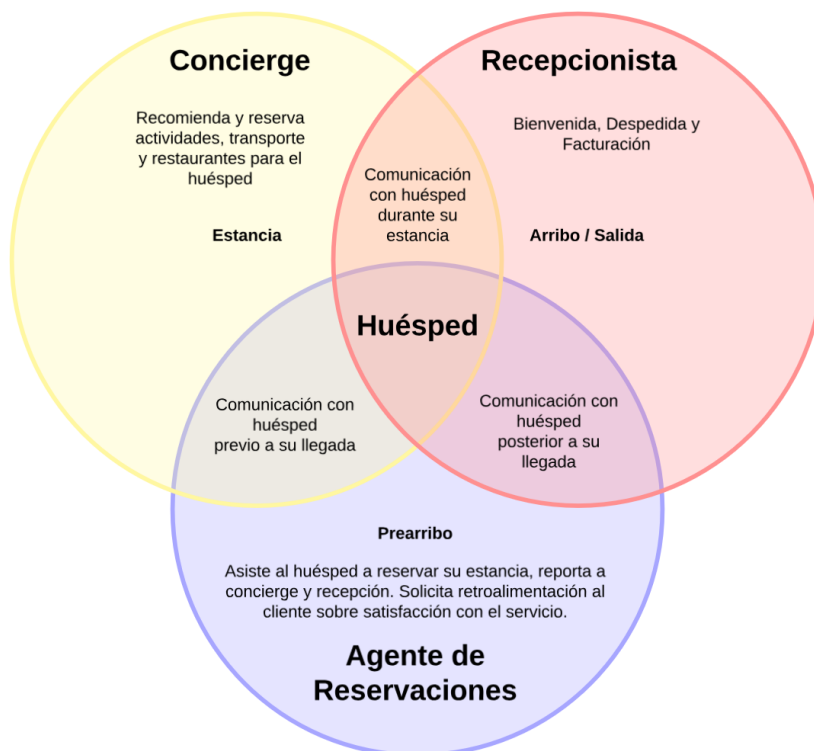 Concierge
Recomienda y reserva
actividades, transporte
y restaurantes para el
huésped
Estancia
Recepcionista
Bienvenida, Despedida y
Facturación
Arribo / Salida
Comunicación
con huésped
durante su
estancia
Huésped
Comunicación con
huésped
previo a su llegada
Comunicación con
huésped
posterior a su
llegada
Prearribo
Asiste al huésped a reservar su estancia, reporta a
concierge y recepción. Solicita retroalimentación al
cliente sobre satisfacción con el servicio.
Agente de
Reservaciones